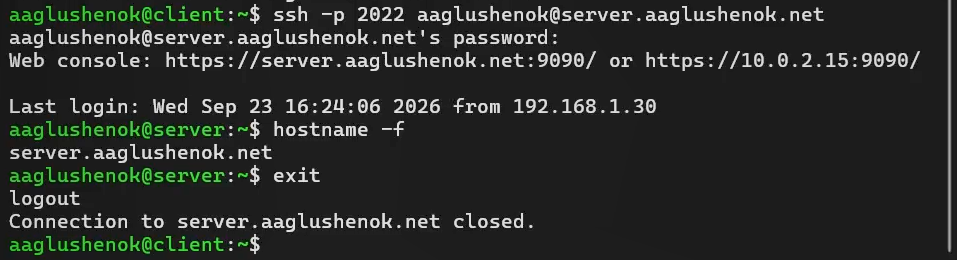 aaglushenok@client:~$ ssh -p 2022 aaglushenok@server.aaglushenok.net
aaglushenok@server.aaglushenok.net's password:
Web console: https://server.aaglushenok.net:9090/ or https://10.0.2.15:9090/
Last login: Wed Sep 23 16:24:06 2026 from 192.168.1.30
aaglushenok@server:~$ hostname -f
server.aaglushenok.net
aaglushenok@server:~$ exit
logout
Connection to server.aaglushenok.net closed.
aaglushenok@client:~$